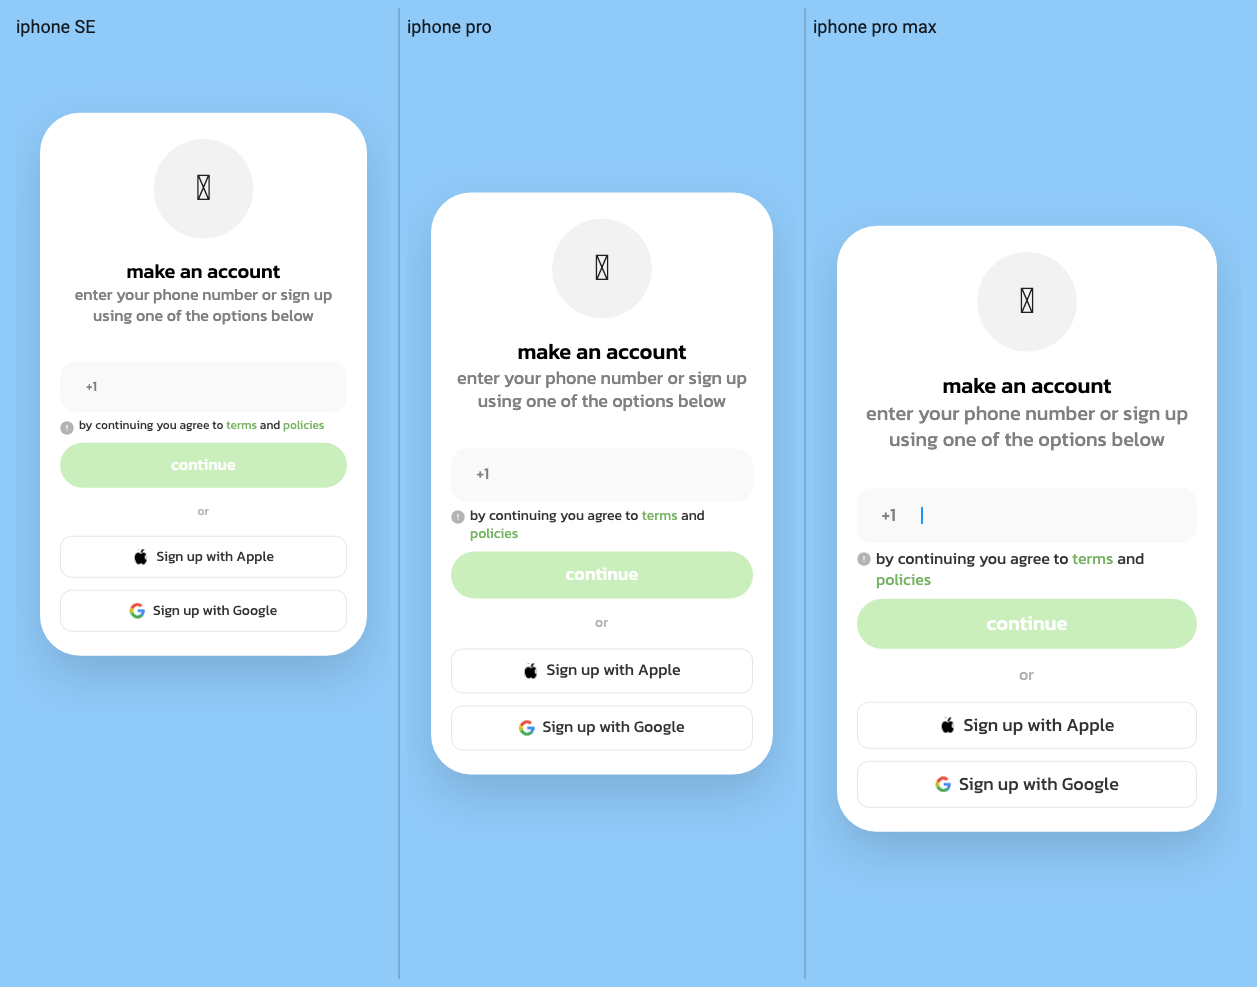 iphone SE
make an account
enter your phone number or sign up
using one of the options below
+1
by continuing you agree to terms and policies
continue
or
Sign up with Apple
Sign up with Google
iphone pro
make an account
enter your phone number or sign up
using one of the options below
+1
by continuing you agree to terms and
policies
continue
or
Sign up with Apple
Sign up with Google
iphone pro max
make an account
enter your phone number or sign up
using one of the options below
+1
by continuing you agree to terms and
policies
continue
or
Sign up with Apple
Sign up with Google